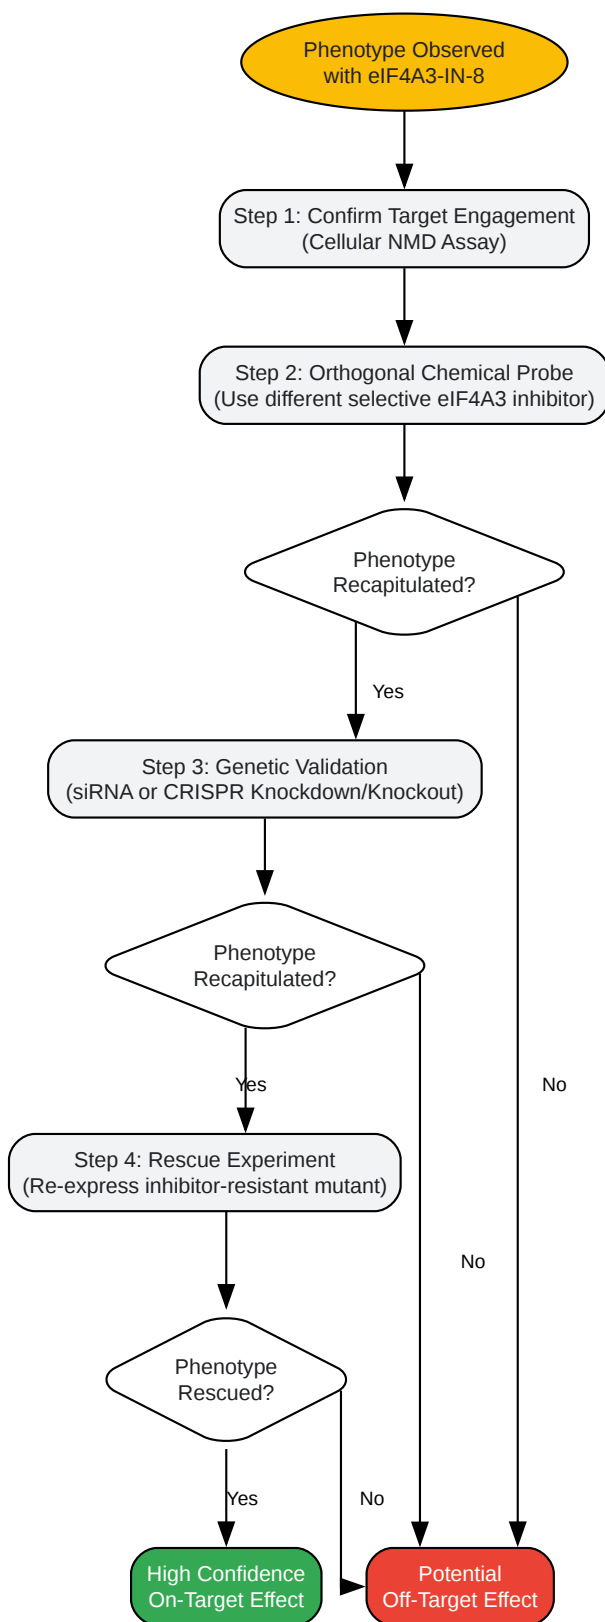 Phenotype Observed
with eIF4A3-IN-8
Step 1: Confirm Target Engagement
(Cellular NMD Assay)
Step 2: Orthogonal Chemical Probe
(Use different selective eIF4A3 inhibitor)
Phenotype
Recapitulated?
Yes
Step 3: Genetic Validation
(siRNA or CRISPR Knockdown/Knockout)
Phenotype
Recapitulated?
Yes
No
Step 4: Rescue Experiment
(Re-express inhibitor-resistant mutant)
No
Phenotype
Rescued?
Yes
No
High Confidence
On-Target Effect
Potential
Off-Target Effect